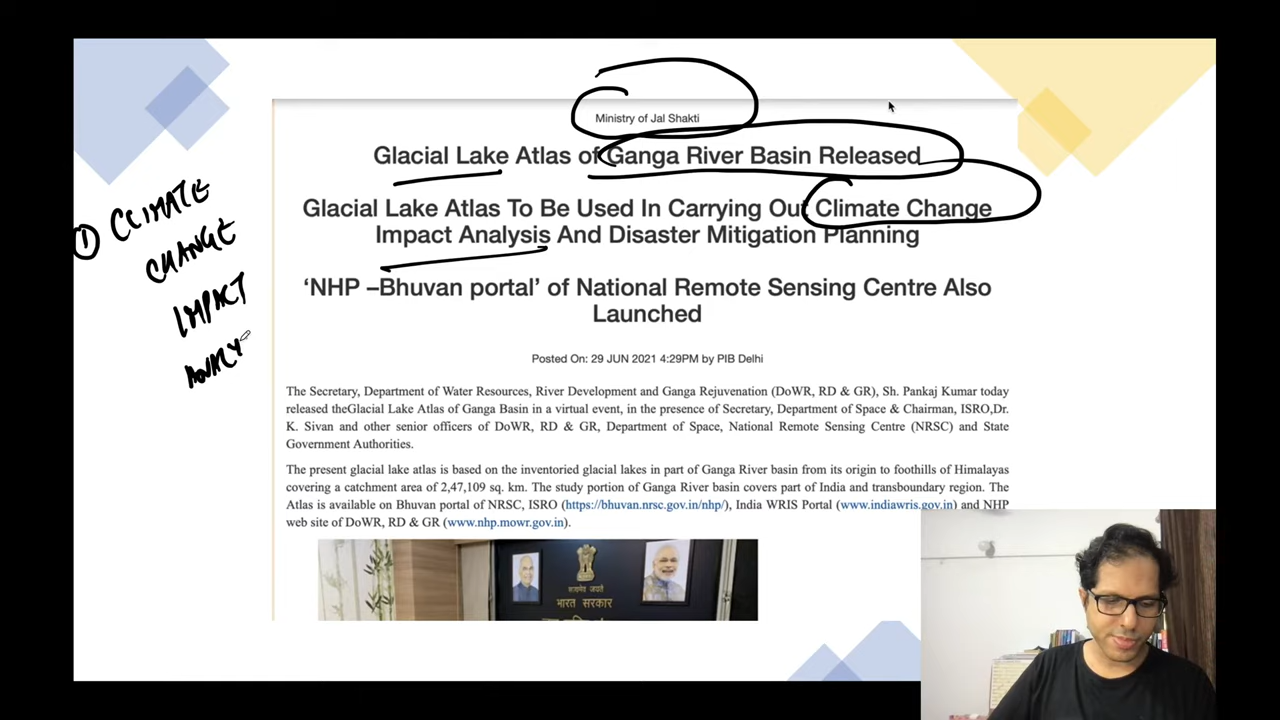 Ministry of Jal Shakti
Glacial Lake Atlas of Ganga River Basin Released
Glacial Lake Atlas To Be Used In Carrying Out Climate Change
Impact Analysis And Disaster Mitigation Planning
‘NHP –Bhuvan portal’ of National Remote Sensing Centre Also
Launched
Posted On: 29 JUN 2021 4:29PM by PIB Delhi
The Secretary, Department of Water Resources, River Development and Ganga Rejuvenation (DoWR, RD & GR), Sh. Pankaj Kumar today
released theGlacial Lake Atlas of Ganga Basin in a virtual event, in the presence of Secretary, Department of Space & Chairman, ISRO,Dr.
K. Sivan and other senior officers of DoWR, RD & GR, Department of Space, National Remote Sensing Centre (NRSC) and State
Government Authorities.
The present glacial lake atlas is based on the inventoried glacial lakes in part of Ganga River basin from its origin to foothills of Himalayas
covering a catchment area of 2,47,109 sq. km. The study portion of Ganga River basin covers part of India and transboundary region. The
Atlas is available on Bhuvan portal of NRSC, ISRO (https://bhuvan.nrsc.gov.in/nhp/), India WRIS Portal (www.indiawris.gov.in) and NHP
web site of DoWR, RD & GR (www.nhp.mowr.gov.in).
सत्यमेव जयते
भारत सरकार
① CLIMATE
CHANGE
IMPACT
ANALY